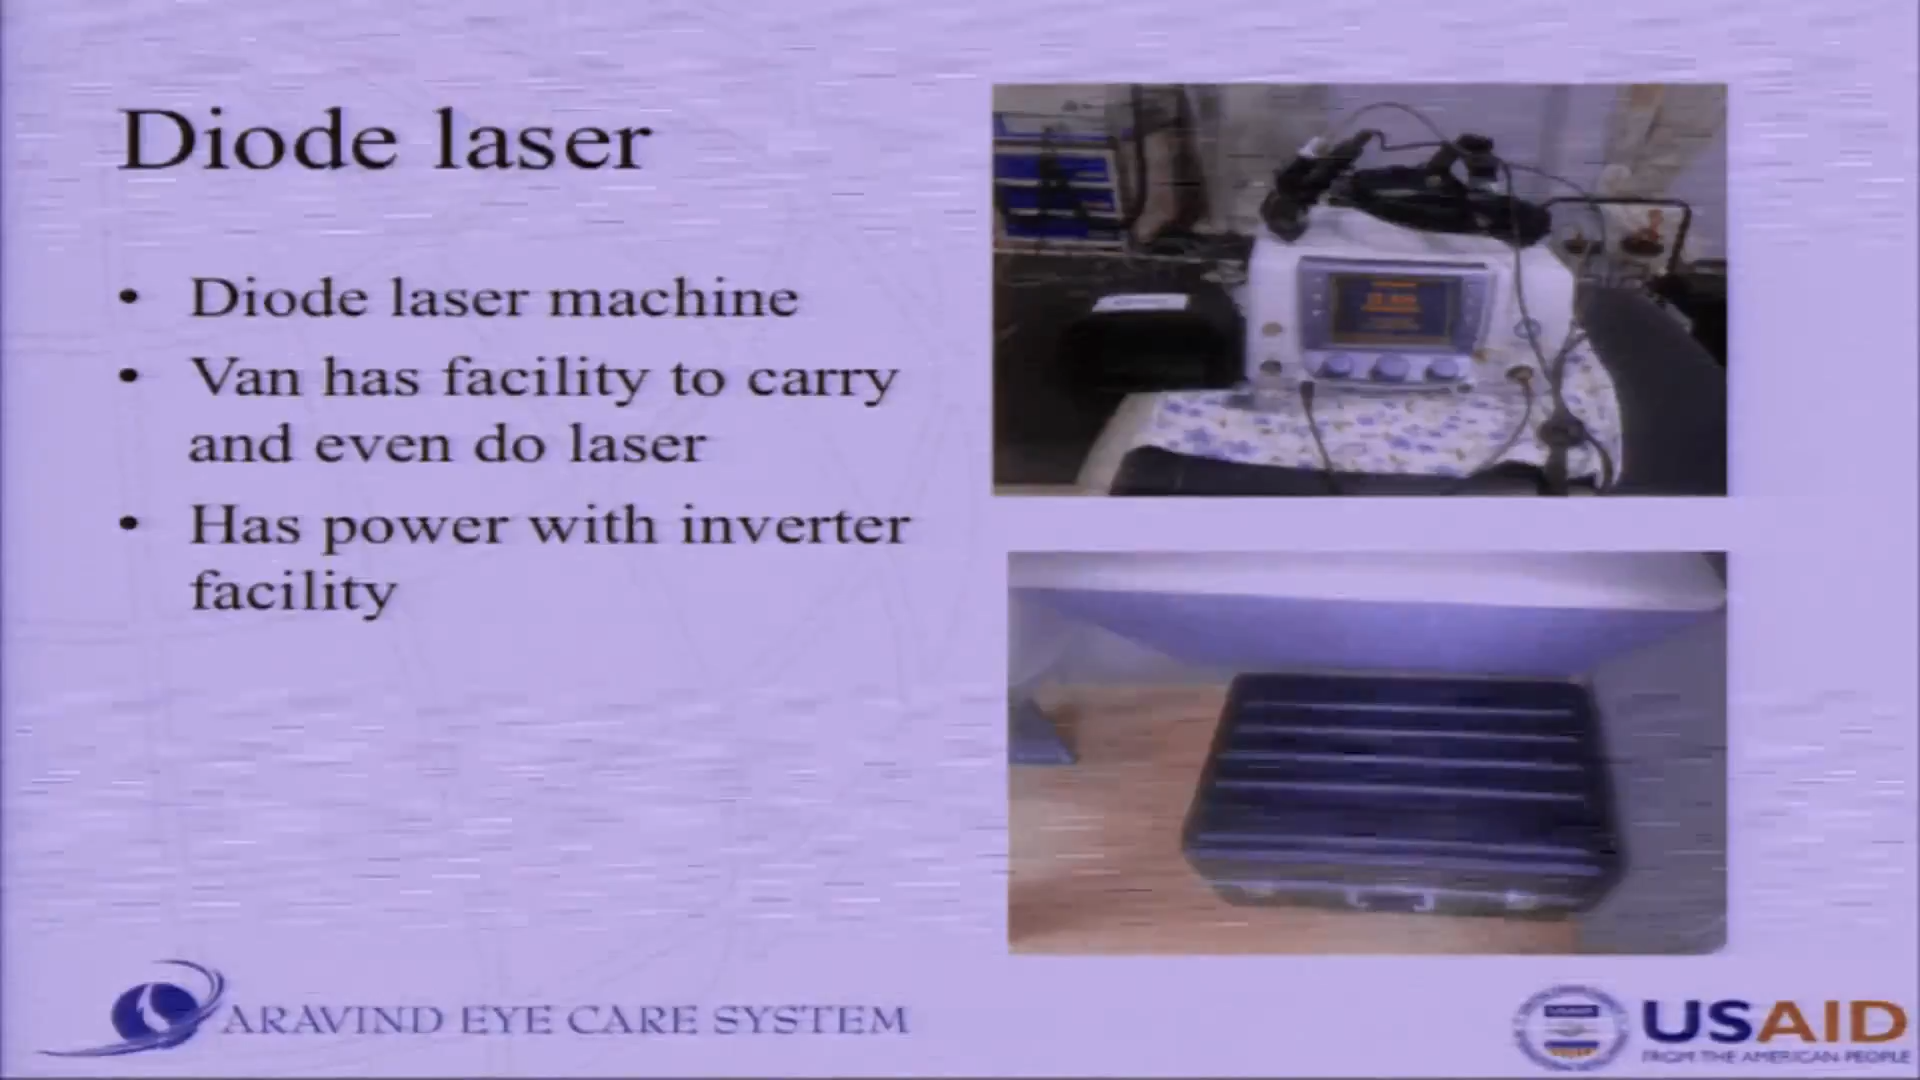 Diode laser
• Diode laser machine
• Van has facility to carry
and even do laser
• Has power with inverter
facility
ARAVIND EYE CARE SYSTEM
USAID
FROM THE AMERICAN PEOPLE